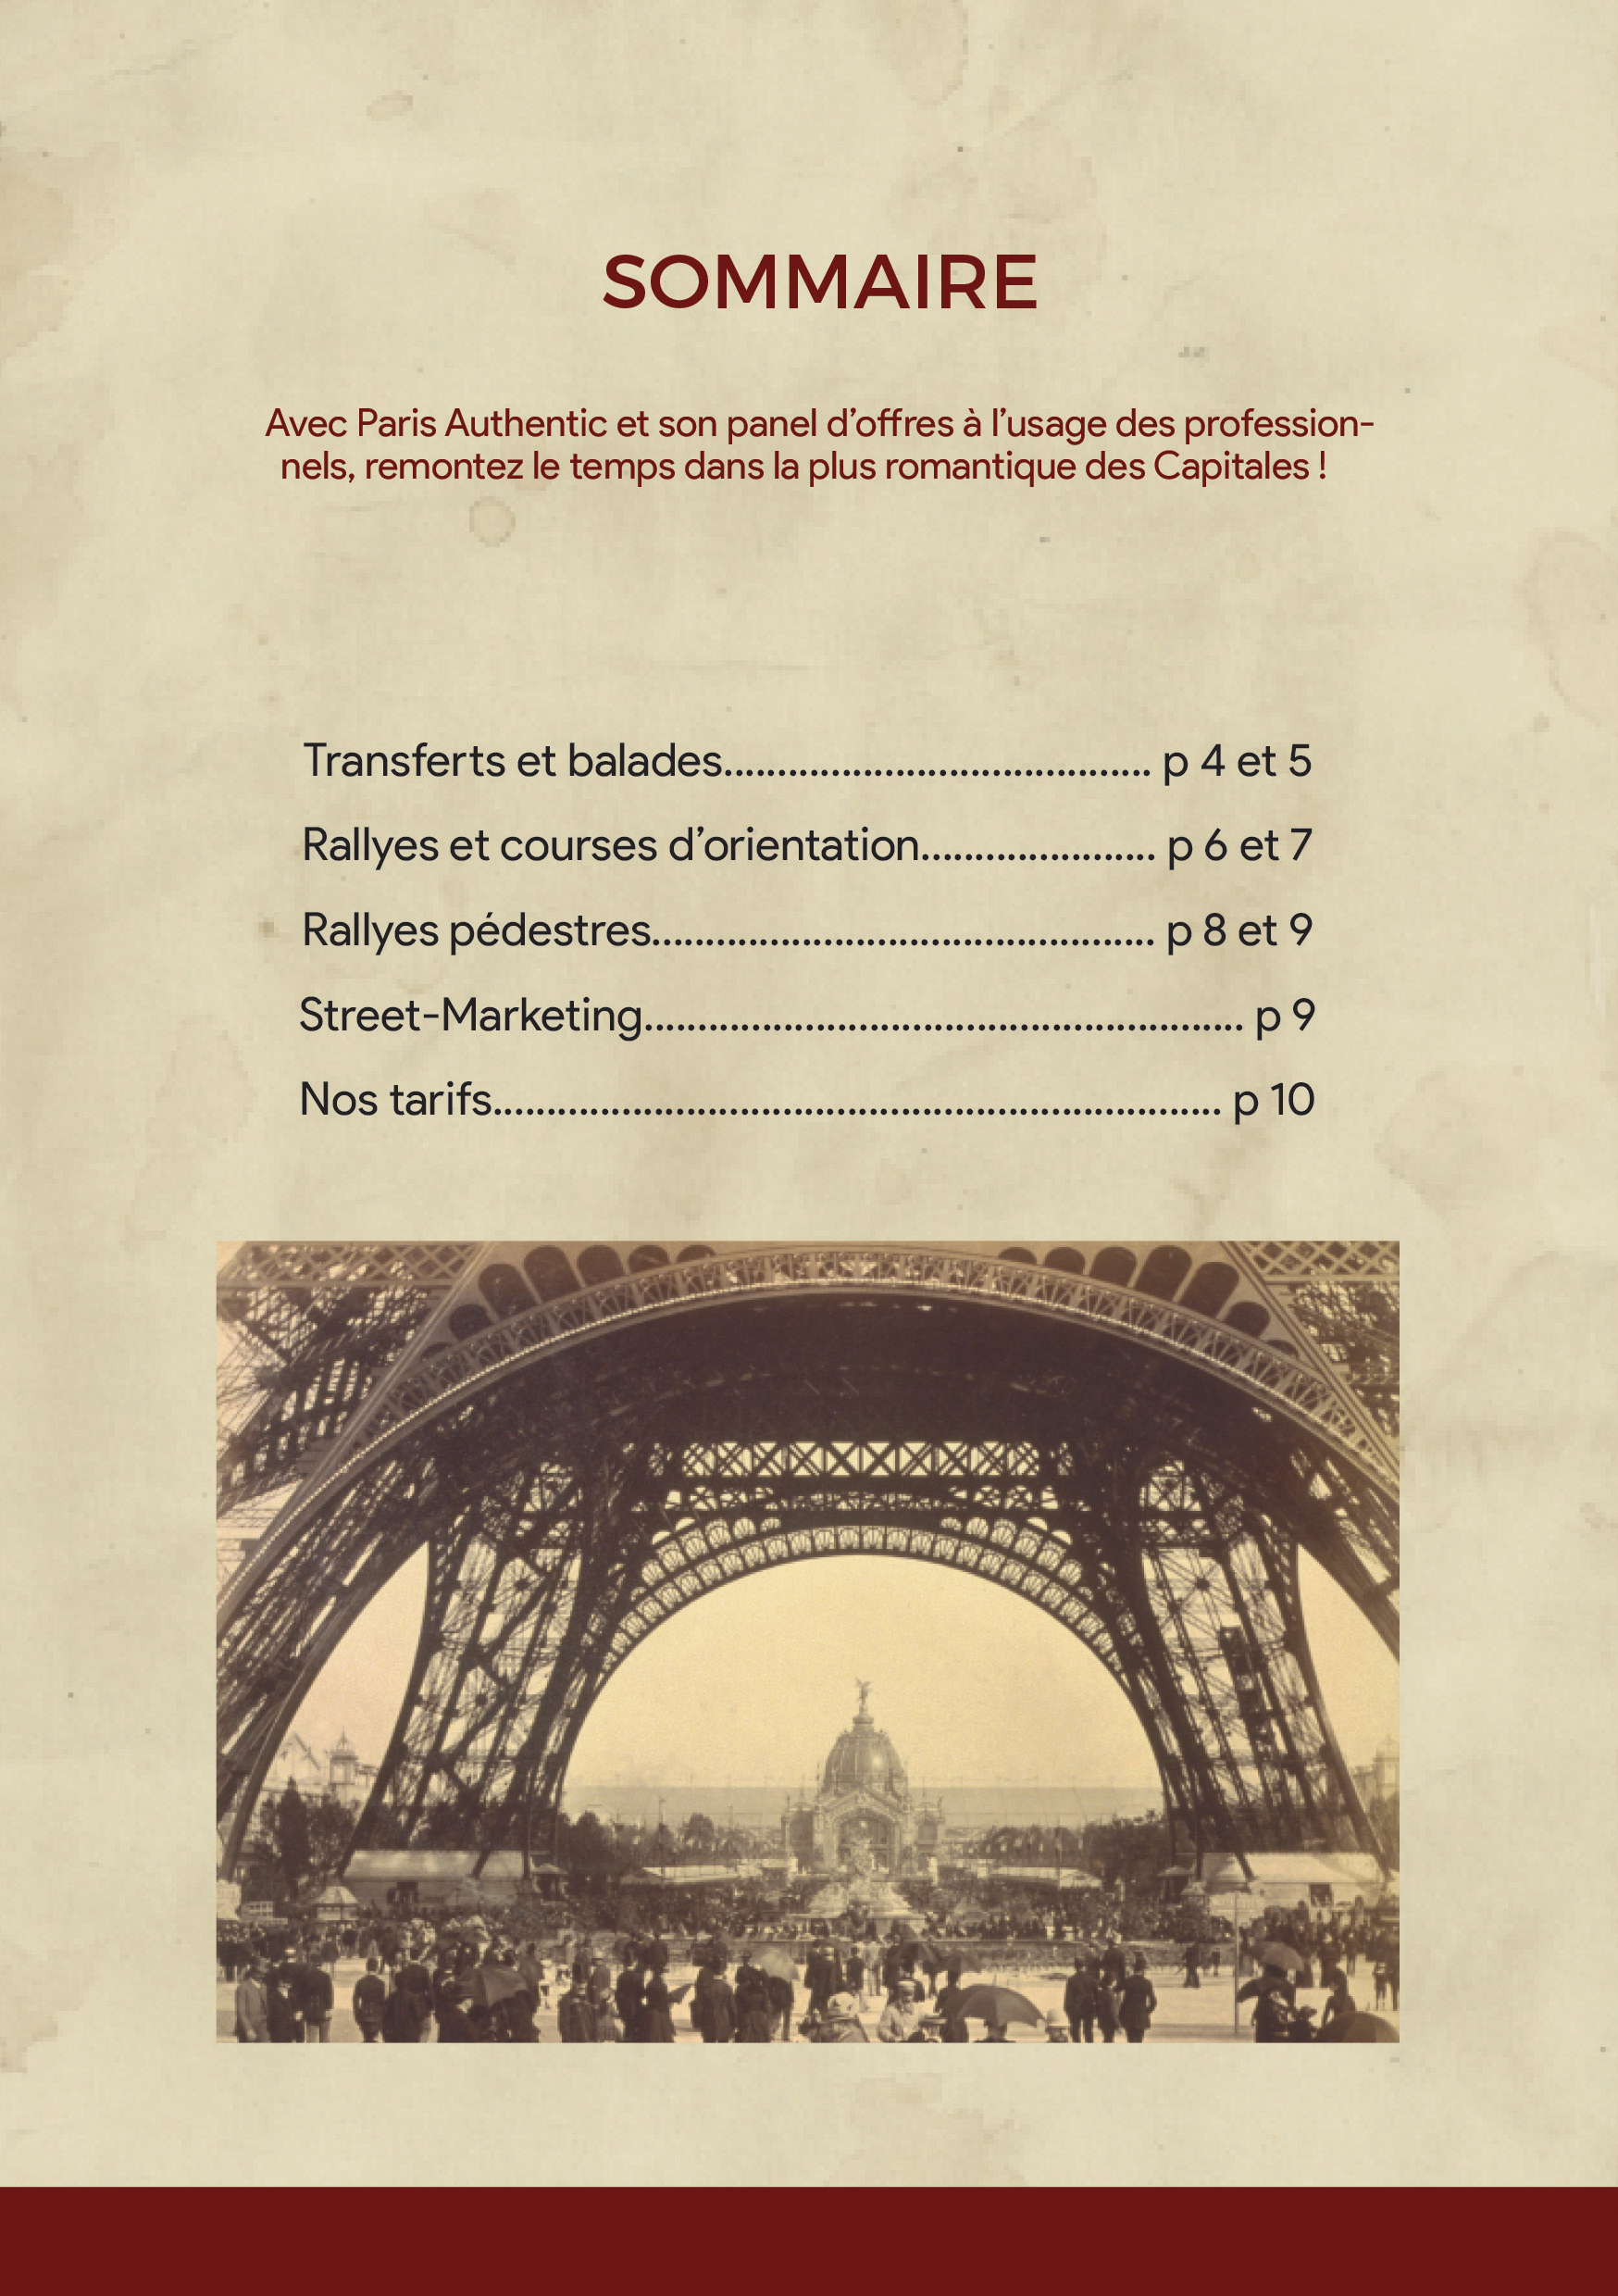 SOMMAIRE
Avec Paris Authentic et son panel d’offres à l’usage des profession-
nels, remontez le temps dans la plus romantique des Capitales !
Transferts et balades........................................ p 4 et 5
Rallyes et courses d’orientation...................... p 6 et 7
Rallyes pédestres............................................... p 8 et 9
Street-Marketing........................................................ p 9
Nos tarifs.................................................................... p 10